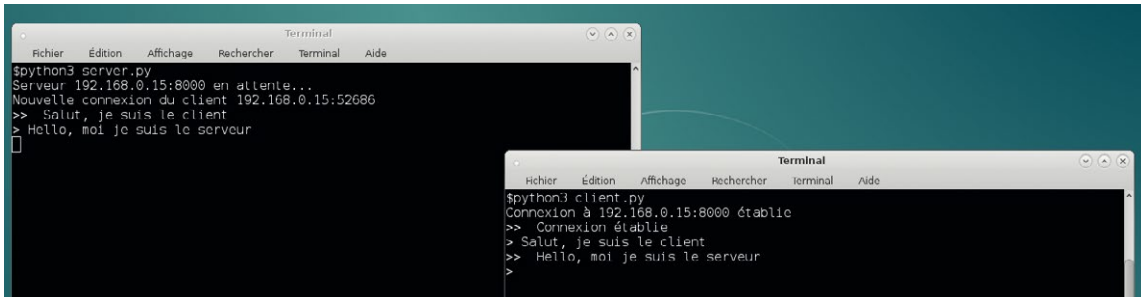 Terminal
Fichier Édition Affichage Rechercher Terminal Aide
$python3 server.py
Serveur 192.168.0.15:8000 en attente...
Nouvelle connexion du client 192.168.0.15:52686
>> Salut, je suis le client
> Hello, moi je suis le serveur
Terminal
Fichier Édition Affichage Rechercher Terminal Aide
$python3 client.py
Connexion à 192.168.0.15:8000 établie
>> Connexion établie
> Salut, je suis le client
>> Hello, moi je suis le serveur
>